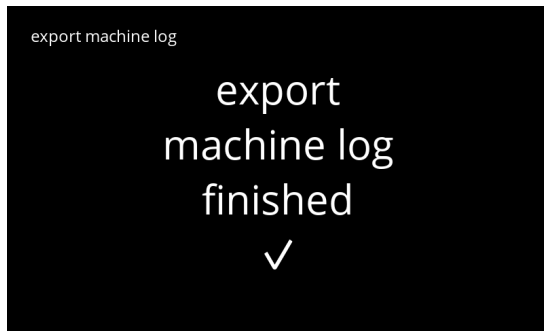 export machine log
export
machine log
finished
✓